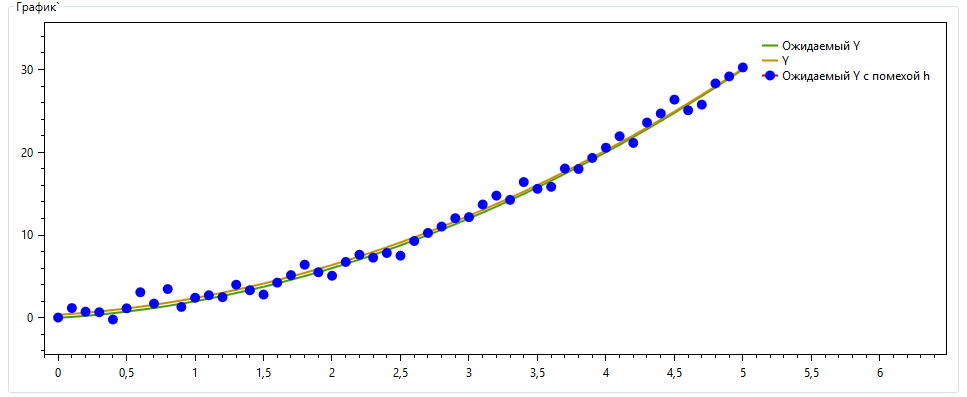 График`
Ожидаемый Y
Y
Ожидаемый Y с помехой h
30
20
10
0
0 0,5 1 1,5 2 2,5 3 3,5 4 4,5 5 5,5 6